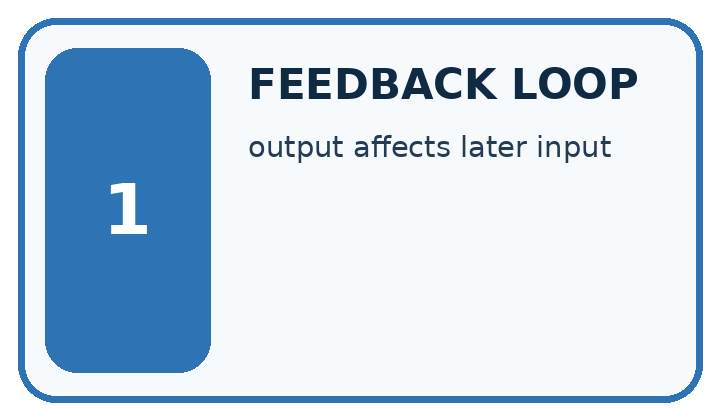 1
FEEDBACK LOOP
output affects later input